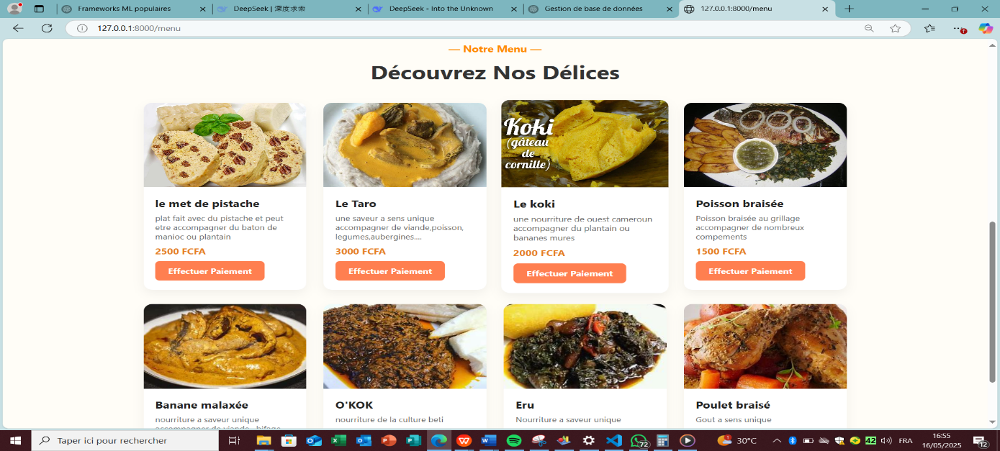 Frameworks ML populaires
DeepSeek | 深度求索
DeepSeek - Into the Unknown
Gestion de base de données
127.0.0.1:8000/menu
127.0.0.1:8000/menu
— Notre Menu —
Découvrez Nos Délices
Koki
(gâteau
de
cornille)
le met de pistache
plat fait avec du pistache et peut
etre accompagner du baton de
manioc ou plantain
2500 FCFA
Effectuer Paiement
Le Taro
une saveur a sens unique
accompagner de viande,poisson,
legumes,aubergines....
3000 FCFA
Effectuer Paiement
Le koki
une nourriture de ouest cameroun
accompagner du plantain ou
bananes mures
2000 FCFA
Effectuer Paiement
Poisson braisée
Poisson braisée au grillage
accompagner de nombreux
compements
1500 FCFA
Effectuer Paiement
Banane malaxée
nourriture a saveur unique
O'KOK
nourriture de la culture beti
Eru
Nourriture a saveur unique
Poulet braisé
Gout a sens unique
Taper ici pour rechercher
72
30°C
42
FRA
16:55
16/05/2025
12